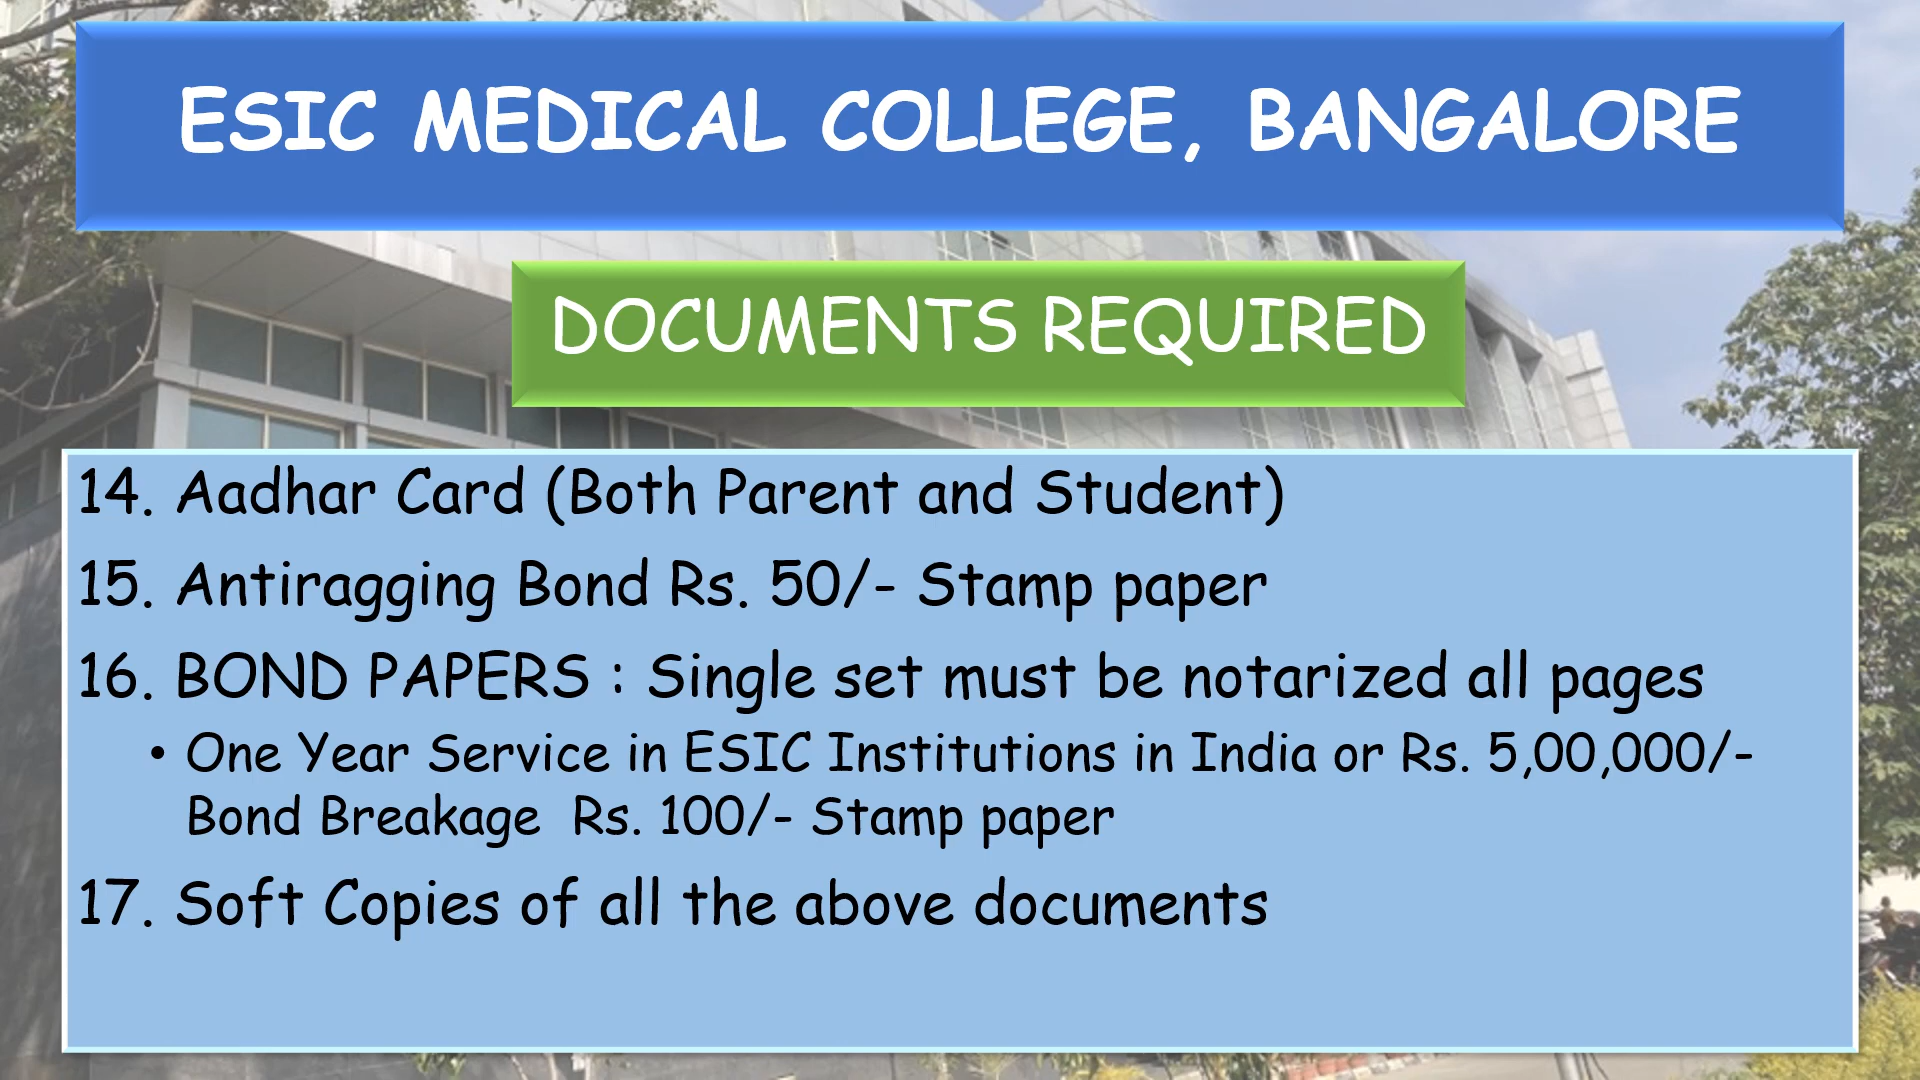 ESIC MEDICAL COLLEGE, BANGALORE
DOCUMENTS REQUIRED
14. Aadhar Card (Both Parent and Student)
15. Antiragging Bond Rs. 50/- Stamp paper
16. BOND PAPERS : Single set must be notarized all pages
• One Year Service in ESIC Institutions in India or Rs. 5,00,000/-
Bond Breakage  Rs. 100/- Stamp paper
17. Soft Copies of all the above documents